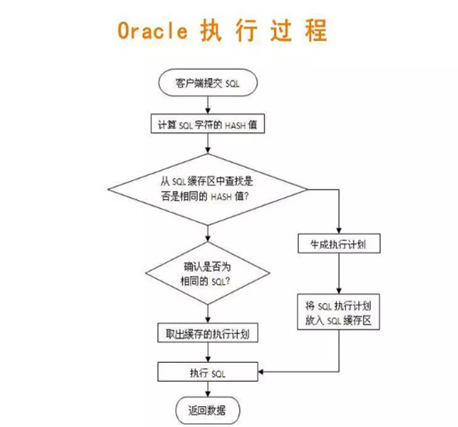 Oracle 执行过程
客户端提交 SQL
计算 SQL 字符的 HASH 值
从 SQL 缓存区中查找是
否是相同的 HASH 值?
生成执行计划
确认是否为
相同的 SQL?
将 SQL 执行计划
放入 SQL 缓存区
取出缓存的执行计划
执行 SQL
返回数据